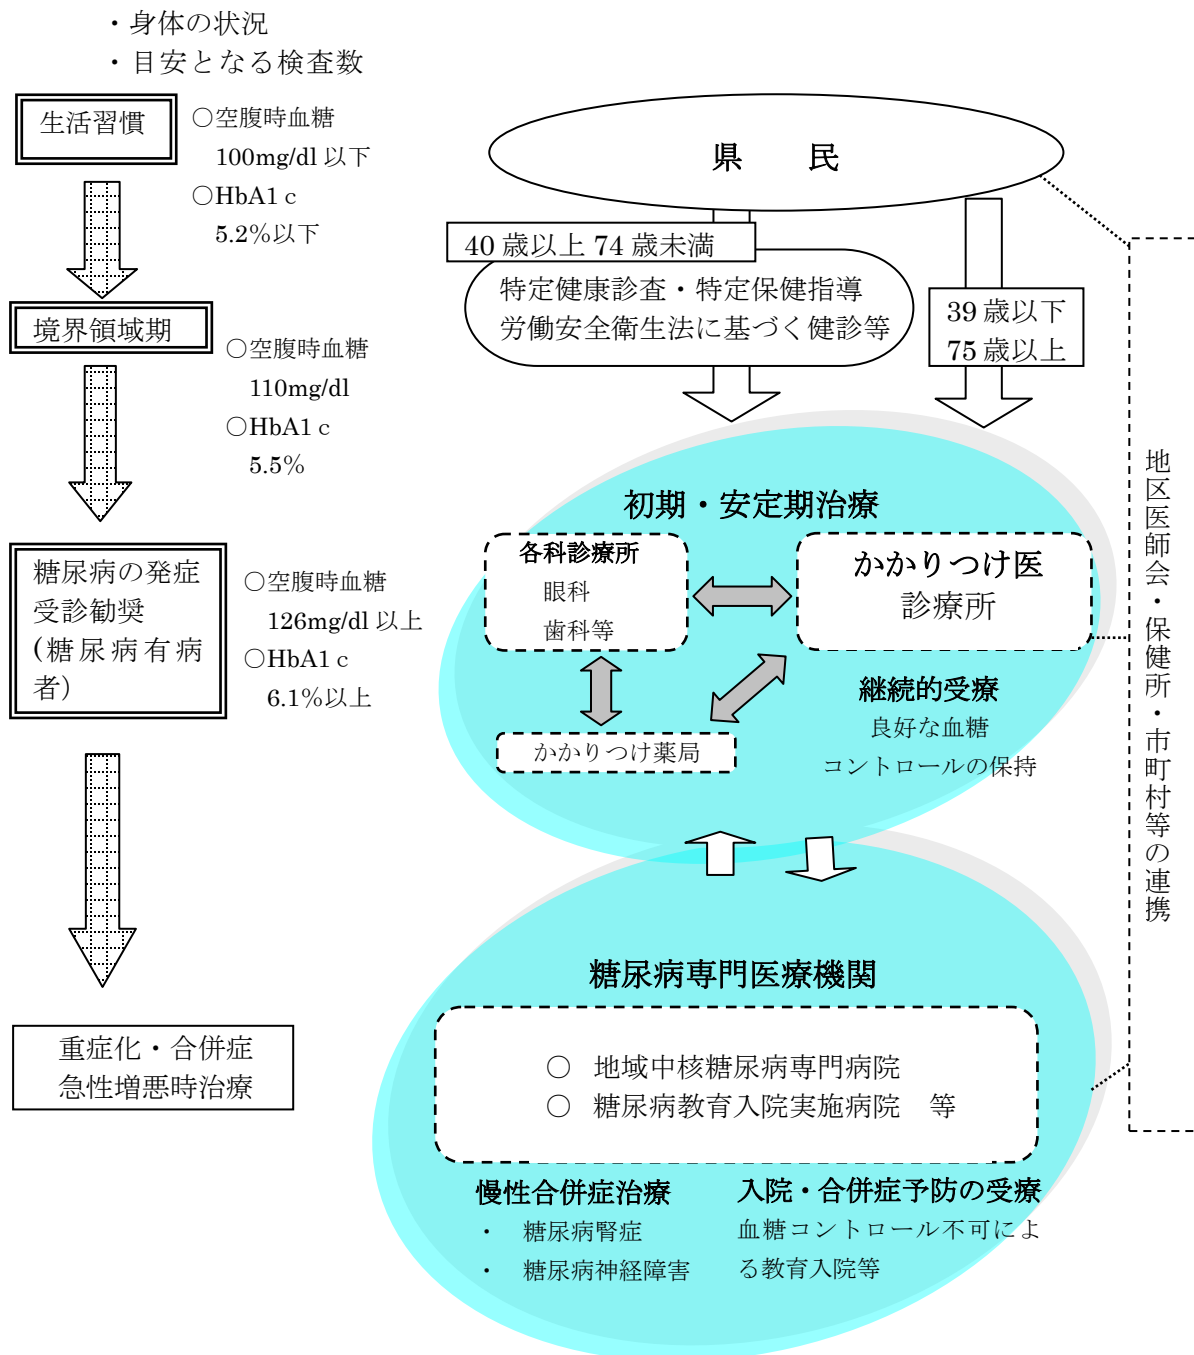 ・身体の状況
・目安となる検査数
生活習慣
○空腹時血糖
100mg/dl 以下
○HbA1ｃ
5.2%以下
境界領域期
○空腹時血糖
110mg/dl
○HbA1ｃ
5.5%
糖尿病の発症
受診勧奨
(糖尿病有病
者）
○空腹時血糖
126mg/dl 以上
○HbA1ｃ
6.1%以上
重症化・合併症
急性増悪時治療
県　　民
40 歳以上 74 歳未満
特定健康診査・特定保健指導
労働安全衛生法に基づく健診等
39 歳以下
75 歳以上
初期・安定期治療
各科診療所
眼科
歯科等
かかりつけ医
診療所
かかりつけ薬局
継続的受療
良好な血糖
コントロールの保持
糖尿病専門医療機関
○　地域中核糖尿病専門病院
○　糖尿病教育入院実施病院　等
慢性合併症治療
・　糖尿病腎症
・　糖尿病神経障害
入院・合併症予防の受療
血糖コントロール不可によ
る教育入院等
地区医師会・保健所・市町村等の連携